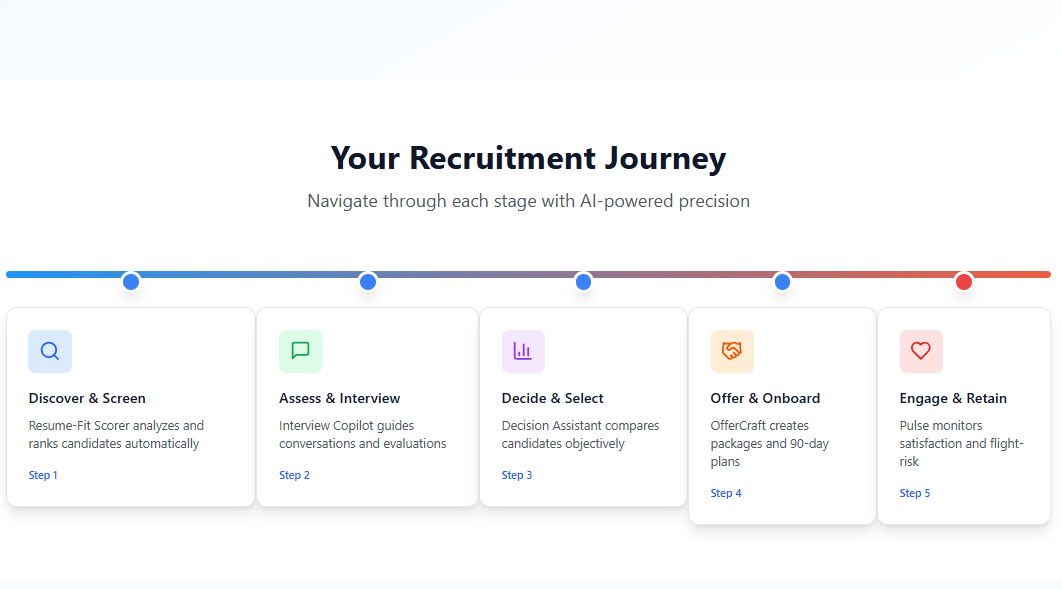 Your Recruitment Journey
Navigate through each stage with AI-powered precision
Discover & Screen
Resume-Fit Scorer analyzes and
ranks candidates automatically
Step 1
Assess & Interview
Interview Copilot guides
conversations and evaluations
Step 2
Decide & Select
Decision Assistant compares
candidates objectively
Step 3
Offer & Onboard
OfferCraft creates
packages and 90-day
plans
Step 4
Engage & Retain
Pulse monitors
satisfaction and flight-
risk
Step 5